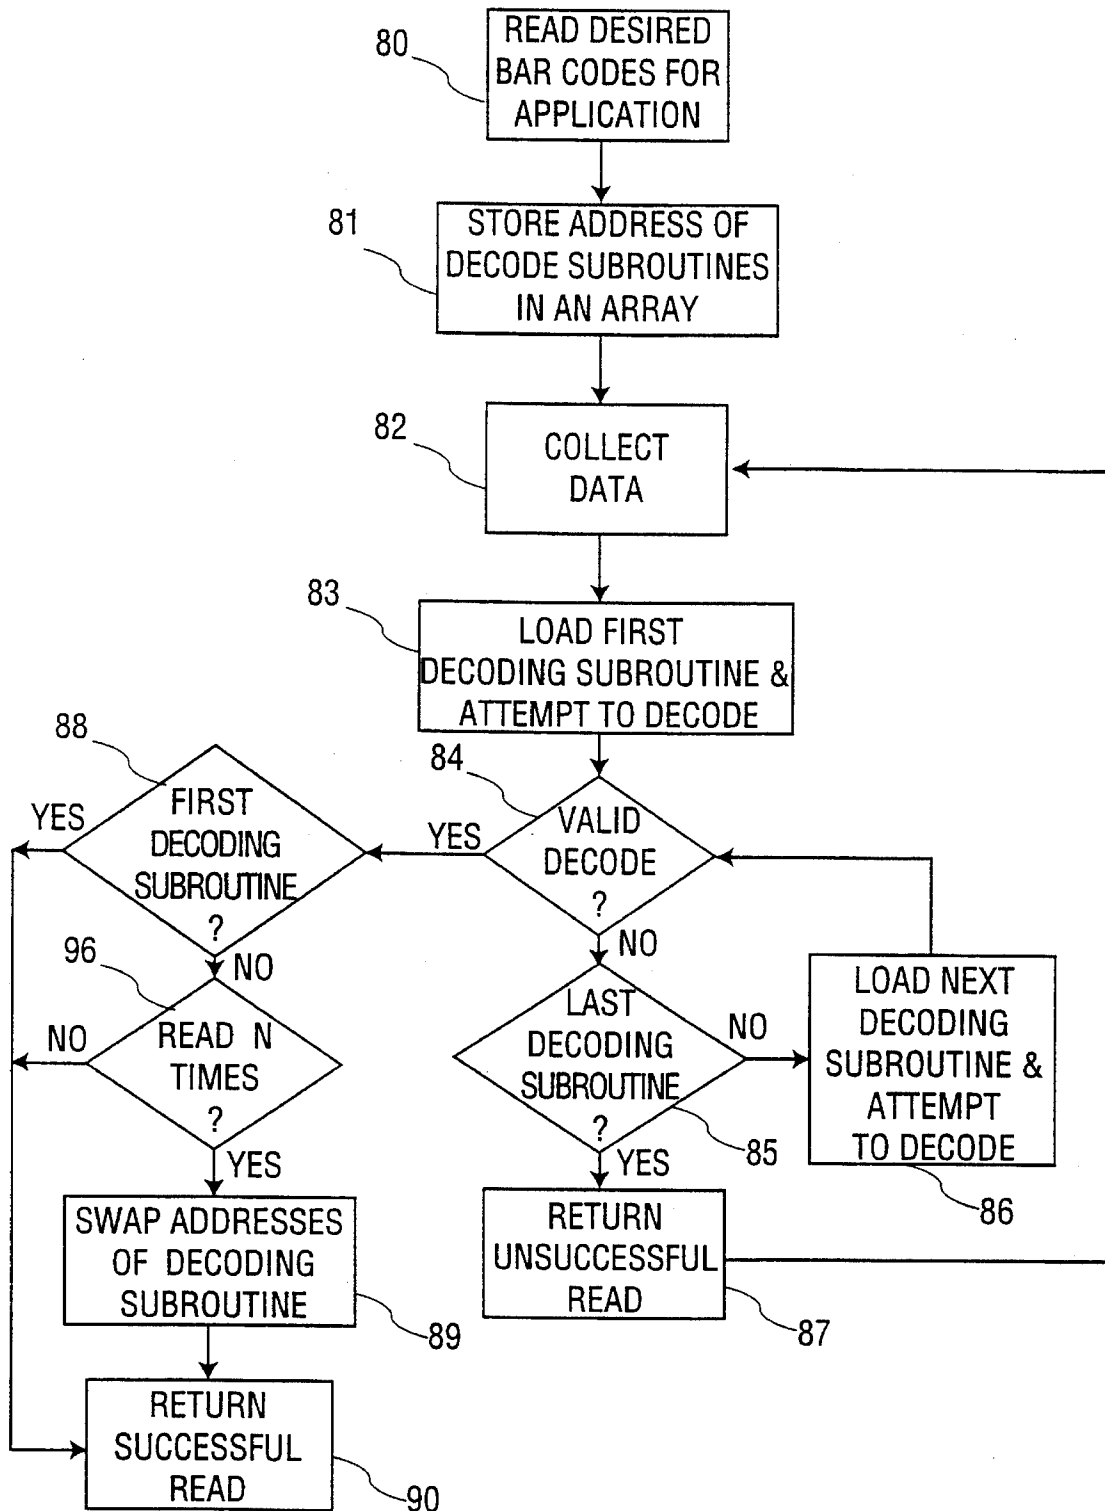 80
READ DESIRED
BAR CODES FOR
APPLICATION
81
STORE ADDRESS OF
DECODE SUBROUTINES
IN AN ARRAY
82
COLLECT
DATA
83
LOAD FIRST
DECODING SUBROUTINE &
ATTEMPT TO DECODE
84
VALID
DECODE
?
YES
NO
88
FIRST
DECODING
SUBROUTINE
?
YES
NO
96
READ N
TIMES
?
NO
YES
LAST
DECODING
SUBROUTINE
?
85
NO
YES
LOAD NEXT
DECODING
SUBROUTINE &
ATTEMPT
TO DECODE
86
SWAP ADDRESSES
OF DECODING
SUBROUTINE
89
RETURN
UNSUCCESSFUL
READ
87
RETURN
SUCCESSFUL
READ
90